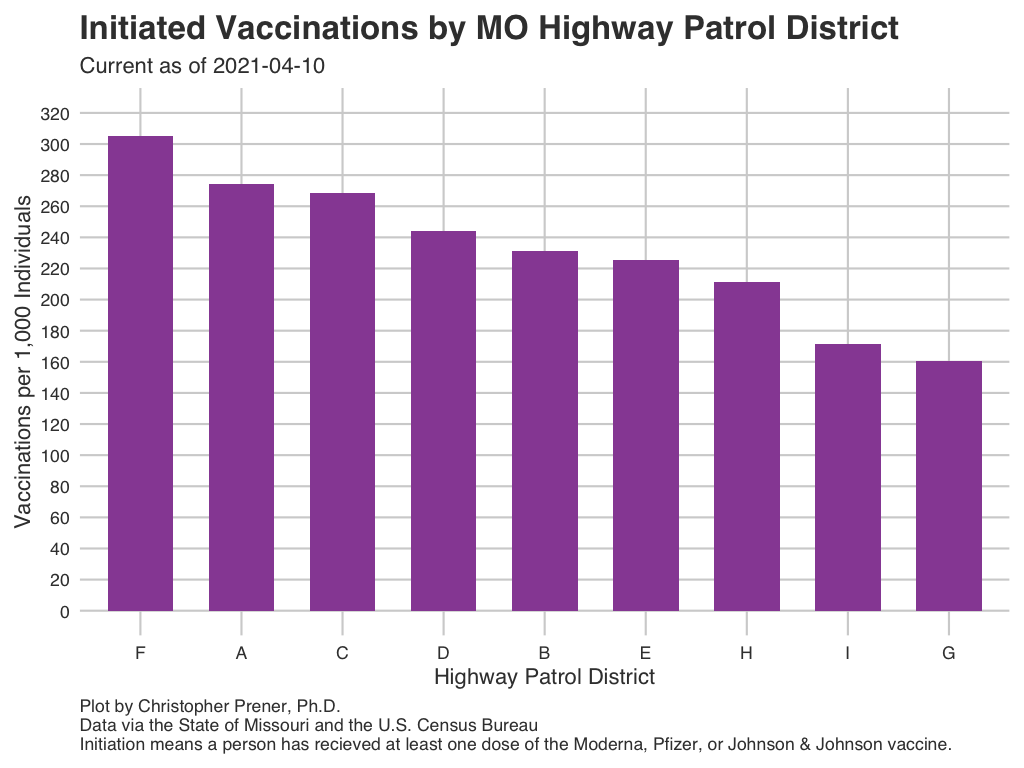 Initiated Vaccinations by MO Highway Patrol District
Current as of 2021-04-10
Vaccinations per 1,000 Individuals
320
300
280
260
240
220
200
180
160
140
120
100
80
60
40
20
0
F A C D B E H I G
Highway Patrol District
Plot by Christopher Prener, Ph.D.
Data via the State of Missouri and the U.S. Census Bureau
Initiation means a person has recieved at least one dose of the Moderna, Pfizer, or Johnson & Johnson vaccine.